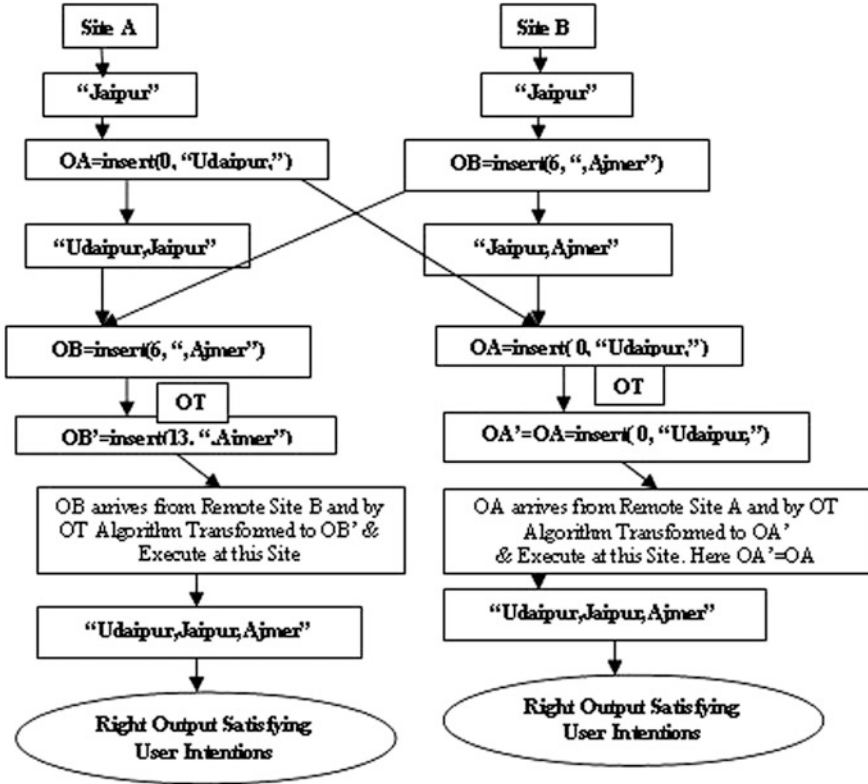 Site A
Site B
“Jaipur”
“Jaipur”
OA=insert(0, “Udaipur,”)
OB=insert(6, “,Ajmer”)
“Udaipur,Jaipur”
“Jaipur,Ajmer”
OB=insert(6, “,Ajmer”)
OA=insert( 0, “Udaipur,”)
OT
OT
OB’=insert(13, “,Ajmer”)
OA’=OA=insert( 0, “Udaipur,”)
OB arrives from Remote Site B and by
OT Algorithm Transformed to OB’ &
Execute at this Site
OA arrives from Remote Site A and by OT
Algorithm Transformed to OA’
& Execute at this Site. Here OA’=OA
“Udaipur,Jaipur,Ajmer”
“Udaipur,Jaipur,Ajmer”
Right Output Satisfying
User Intentions
Right Output Satisfying
User Intentions